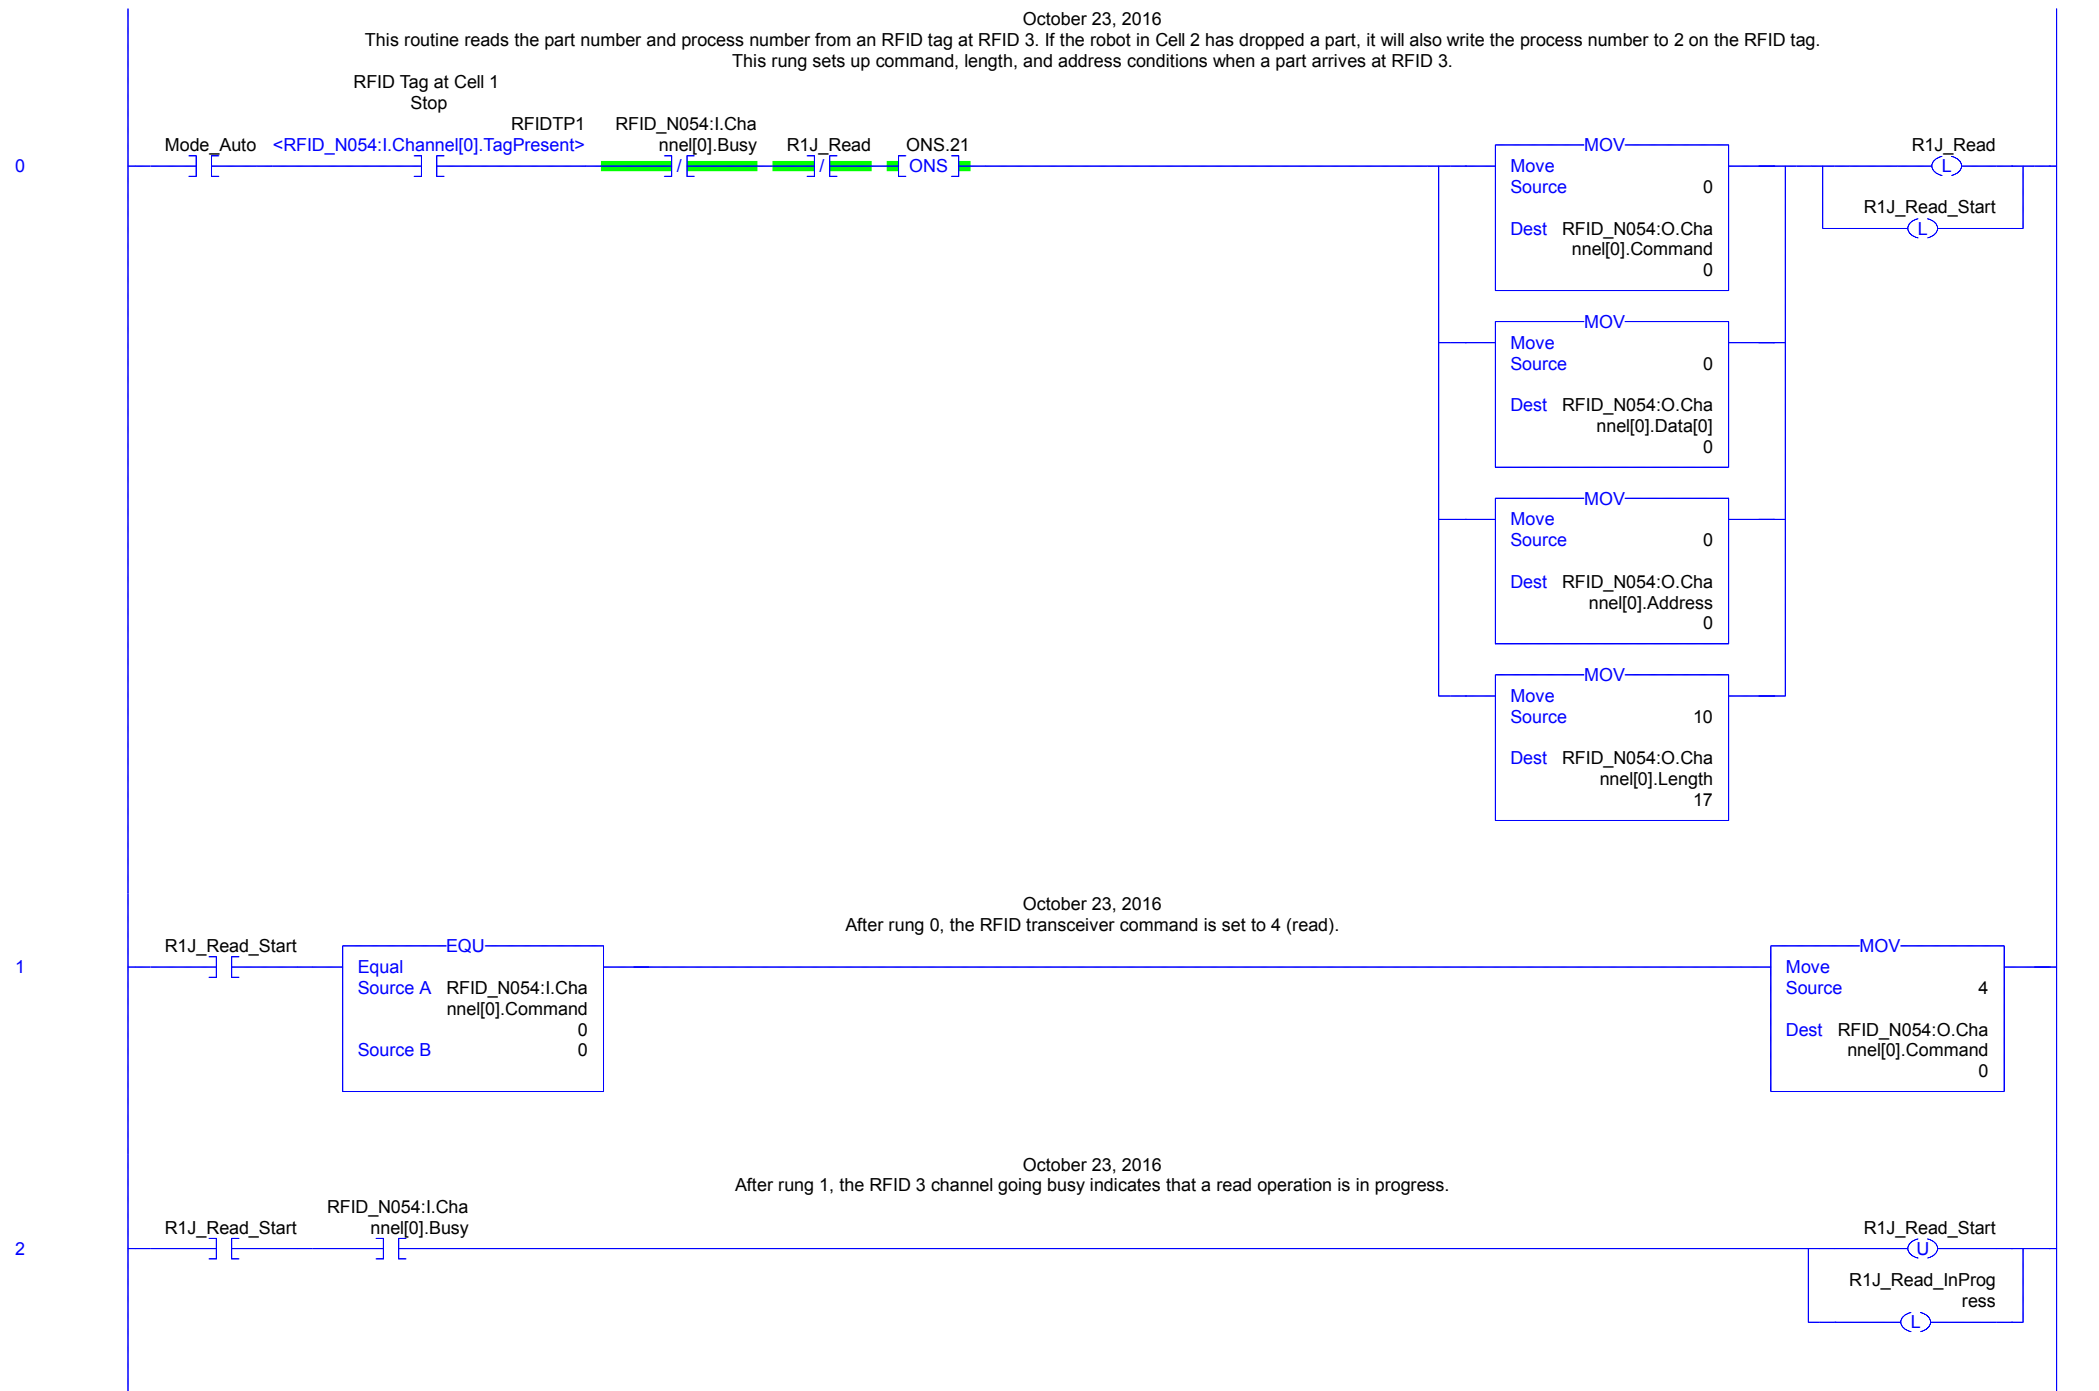 October 23, 2016
This routine reads the part number and process number from an RFID tag at RFID 3. If the robot in Cell 2 has dropped a part, it will also write the process number to 2 on the RFID tag.
This rung sets up command, length, and address conditions when a part arrives at RFID 3.
RFID Tag at Cell 1
Stop
RFIDTP1
<RFID_N054:I.Channel[0].TagPresent>
Mode_Auto
RFID_N054:I.Cha
nnel[0].Busy
R1J_Read
ONS.21
0
/
/
ONS
MOV
Move
Source 0
Dest RFID_N054:O.Cha
nnel[0].Command
0
R1J_Read
L
R1J_Read_Start
L
MOV
Move
Source 0
Dest RFID_N054:O.Cha
nnel[0].Data[0]
0
MOV
Move
Source 0
Dest RFID_N054:O.Cha
nnel[0].Address
0
MOV
Move
Source 10
Dest RFID_N054:O.Cha
nnel[0].Length
17
October 23, 2016
After rung 0, the RFID transceiver command is set to 4 (read).
1
R1J_Read_Start
EQU
Equal
Source A RFID_N054:I.Cha
nnel[0].Command
0
Source B 0
MOV
Move
Source 4
Dest RFID_N054:O.Cha
nnel[0].Command
0
October 23, 2016
After rung 1, the RFID 3 channel going busy indicates that a read operation is in progress.
2
R1J_Read_Start
RFID_N054:I.Cha
nnel[0].Busy
R1J_Read_Start
U
R1J_Read_InProg
ress
L